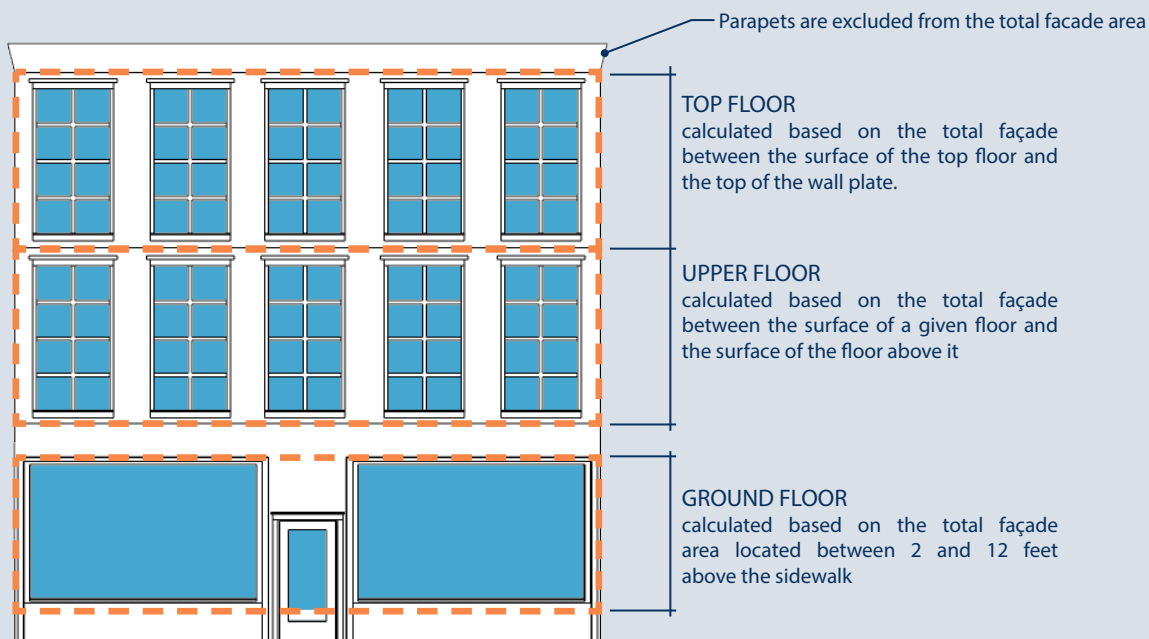 Parapets are excluded from the total facade area
TOP FLOOR
calculated based on the total façade
between the surface of the top floor and
the top of the wall plate.
UPPER FLOOR
calculated based on the total façade
between the surface of a given floor and
the surface of the floor above it
GROUND FLOOR
calculated based on the total façade
area located between 2 and 12 feet
above the sidewalk